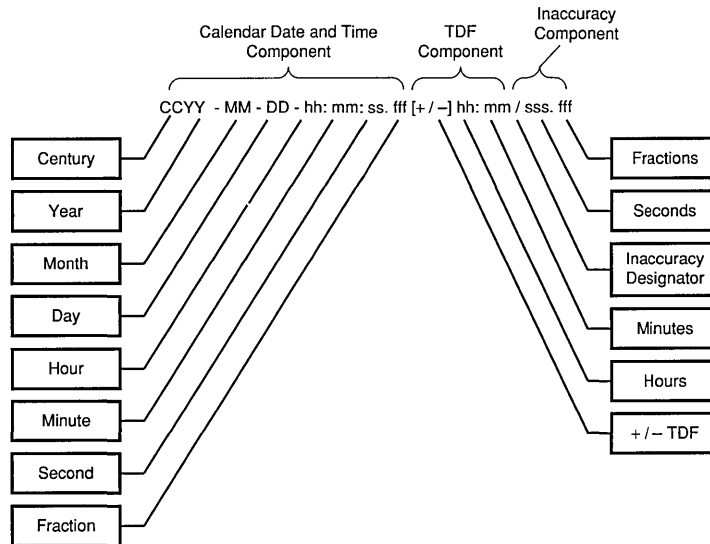 Calendar Date and Time
Component
TDF
Component
Inaccuracy
Component
CCYY - MM - DD - hh: mm: ss. fff [+ / –] hh: mm / sss. fff
Century
Year
Month
Day
Hour
Minute
Second
Fraction
Fractions
Seconds
Inaccuracy
Designator
Minutes
Hours
+ / – TDF